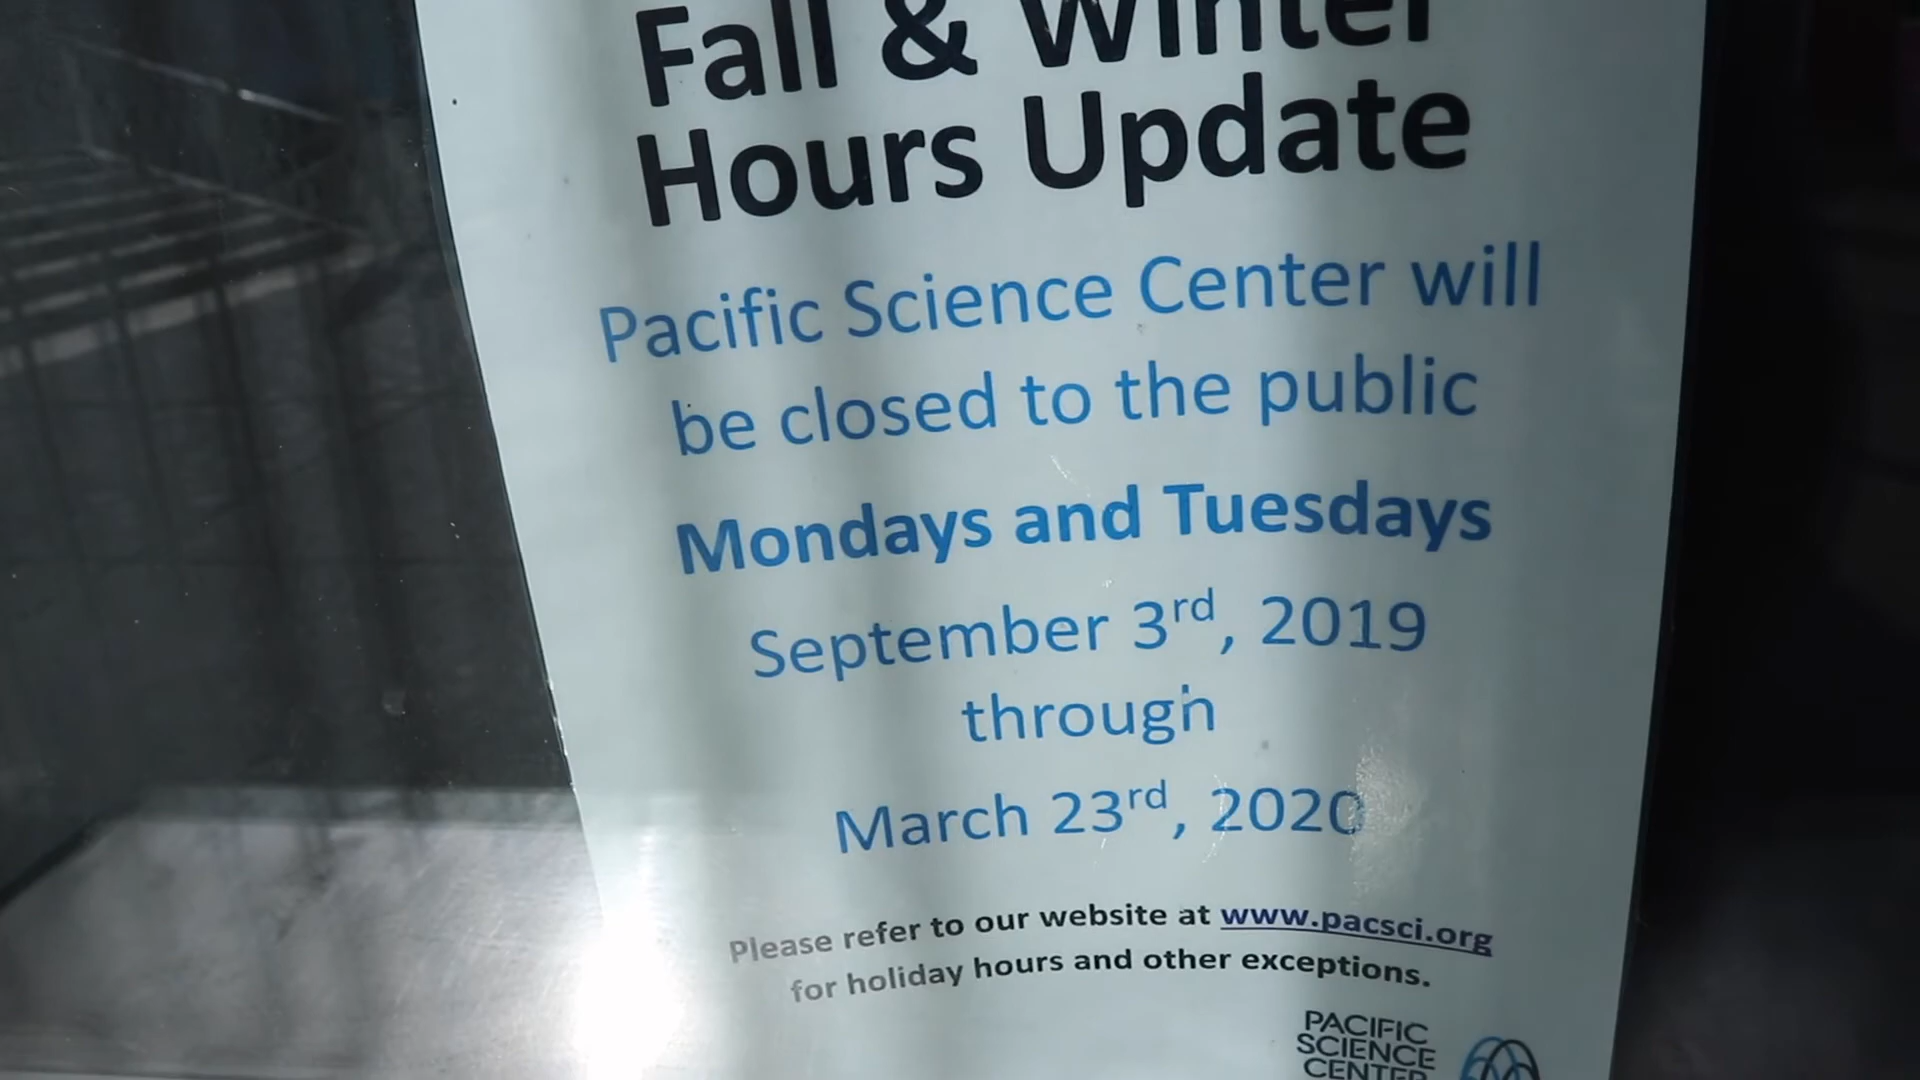 Fall & Winter
Hours Update
Pacific Science Center will
be closed to the public
Mondays and Tuesdays
September 3rd, 2019
through
March 23rd, 2020
Please refer to our website at www.pacsci.org
for holiday hours and other exceptions.
PACIFIC
SCIENCE
CENTER